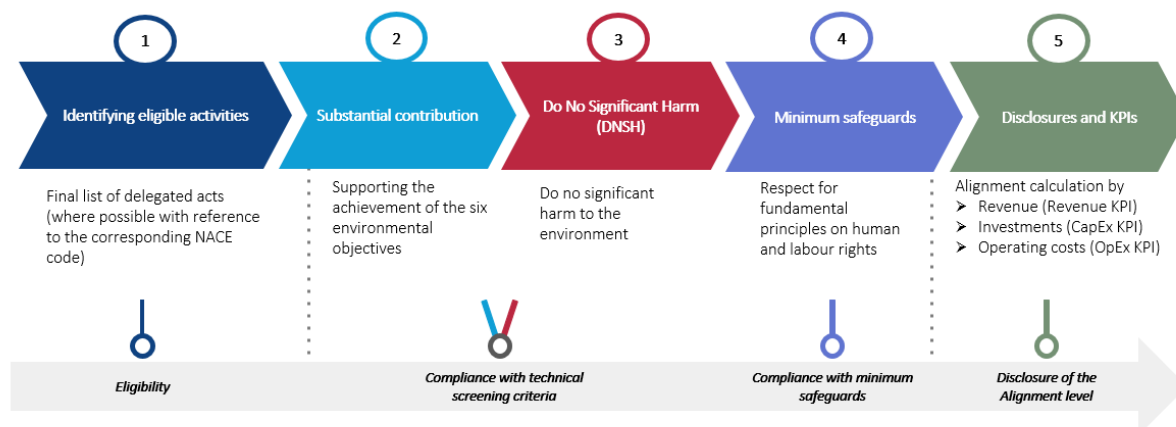 1
2
3
4
5
Identifying eligible activities
Substantial contribution
Do No Significant Harm
(DNSH)
Minimum safeguards
Disclosures and KPIs
Final list of delegated acts
(where possible with reference
to the corresponding NACE
code)
Supporting the
achievement of the six
environmental
objectives
Do no significant
harm to the
environment
Respect for
fundamental
principles on human
and labour rights
Alignment calculation by
➢ Revenue (Revenue KPI)
➢ Investments (CapEx KPI)
➢ Operating costs (OpEx KPI)
Eligibility
Compliance with technical
screening criteria
Compliance with minimum
safeguards
Disclosure of the
Alignment level